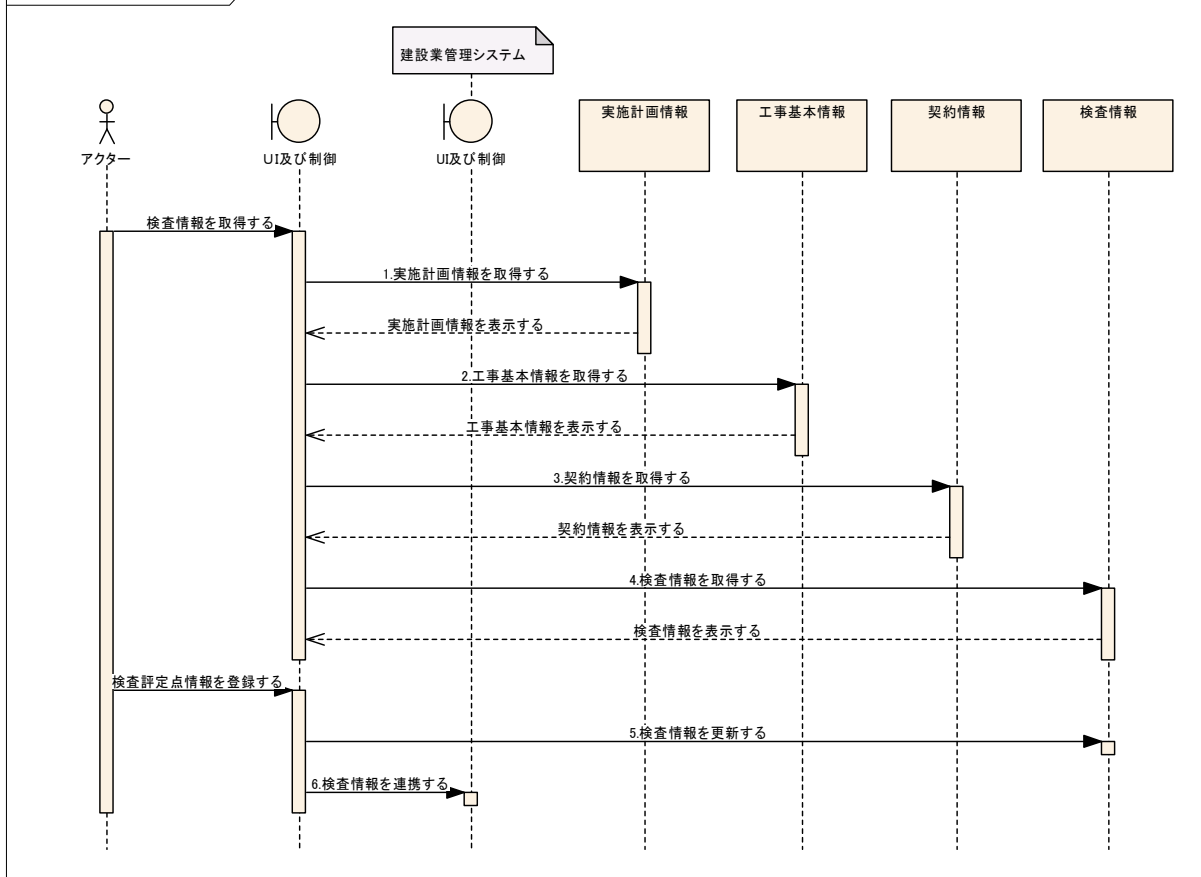 建設業管理システム
アクター
UI及び制御
UI及び制御
実施計画情報
工事基本情報
契約情報
検査情報
検査情報を取得する
1.実施計画情報を取得する
実施計画情報を表示する
2.工事基本情報を取得する
工事基本情報を表示する
3.契約情報を取得する
契約情報を表示する
4.検査情報を取得する
検査情報を表示する
検査評定点情報を登録する
5.検査情報を更新する
6.検査情報を連携する